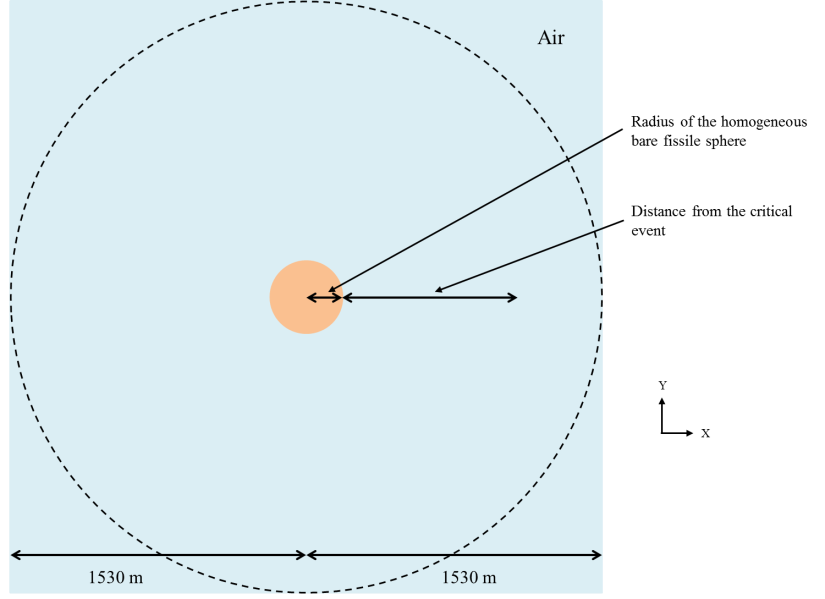 Air
Radius of the homogeneous
bare fissile sphere
Distance from the critical
event
Y
X
1530 m
1530 m